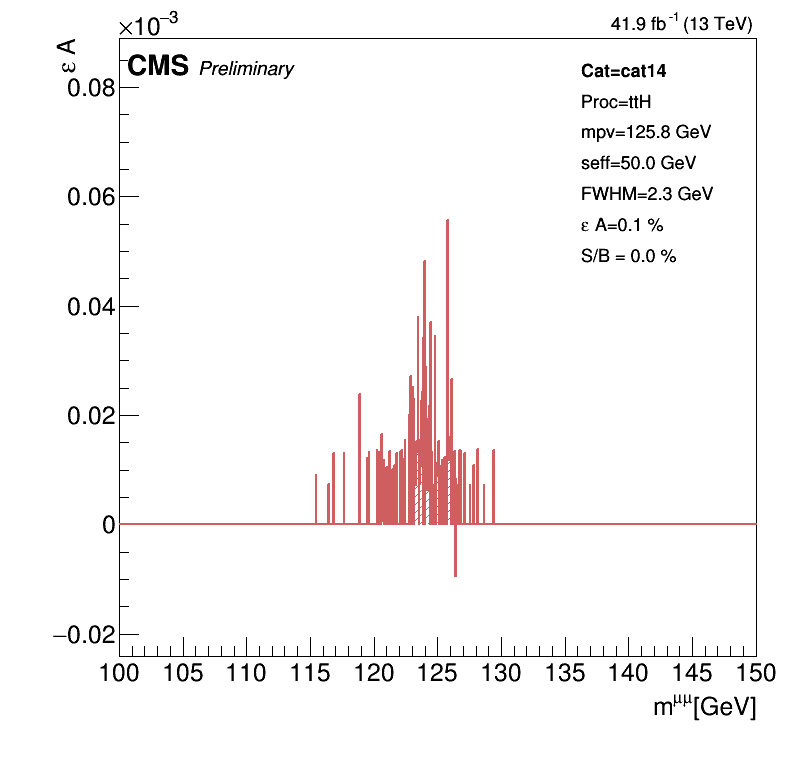 ×10⁻³
41.9 fb⁻¹ (13 TeV)
ε A
CMS Preliminary
Cat=cat14
Proc=ttH
mpv=125.8 GeV
seff=50.0 GeV
FWHM=2.3 GeV
ε A=0.1 %
S/B = 0.0 %
0.08
0.06
0.04
0.02
0
−0.02
100 105 110 115 120 125 130 135 140 145 150
m^μμ[GeV]